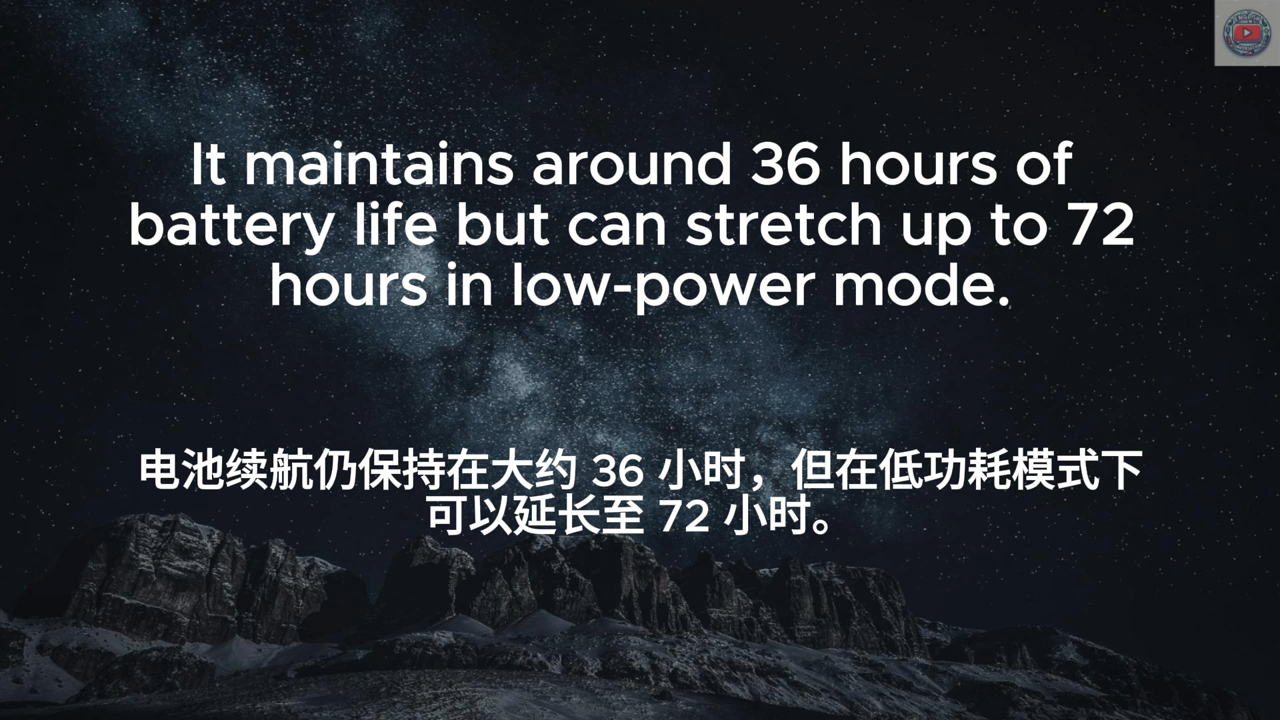 It maintains around 36 hours of
battery life but can stretch up to 72
hours in low-power mode.
电池续航仍保持在大约 36 小时，但在低功耗模式下
可以延长至 72 小时。